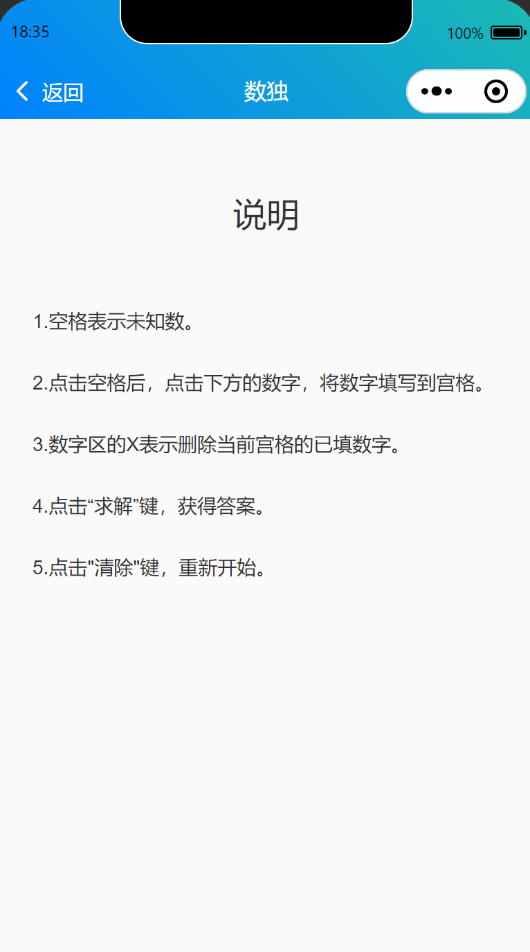 18:35
100%
返回
数独
说明
1.空格表示未知数。
2.点击空格后，点击下方的数字，将数字填写到宫格。
3.数字区的X表示删除当前宫格的已填数字。
4.点击“求解”键，获得答案。
5.点击"清除"键，重新开始。